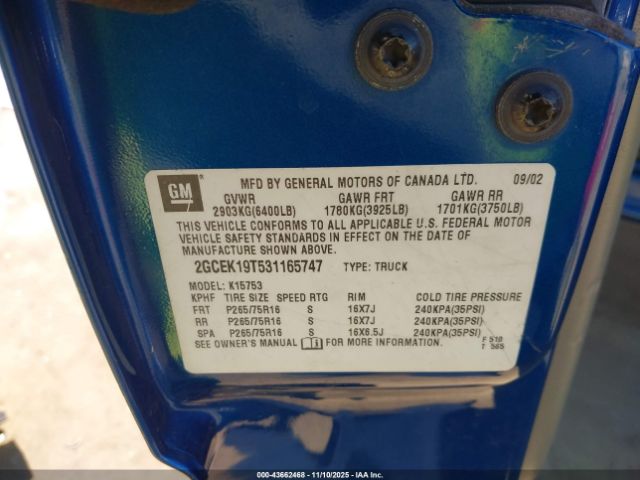 GM
MFD BY GENERAL MOTORS OF CANADA LTD. 09/02
GVWR GAWR FRT GAWR RR
2903KG(6400LB) 1780KG(3925LB) 1701KG(3750LB)
THIS VEHICLE CONFORMS TO ALL APPLICABLE U.S. FEDERAL MOTOR
VEHICLE SAFETY STANDARDS IN EFFECT ON THE DATE OF
MANUFACTURE SHOWN ABOVE.
2GCEK19T531165747 TYPE: TRUCK
MODEL: K15753
KPHF TIRE SIZE SPEED RTG RIM COLD TIRE PRESSURE
FRT P265/75R16 S 16X7J 240KPA(35PSI)
RR P265/75R16 S 16X7J 240KPA(35PSI)
SPA P265/75R16 S 16X6.5J 240KPA(35PSI)
SEE OWNER'S MANUAL FOR MORE INFORMATION. F 510
T 565
000-43662468 - 11/10/2025 - IAA, Inc.